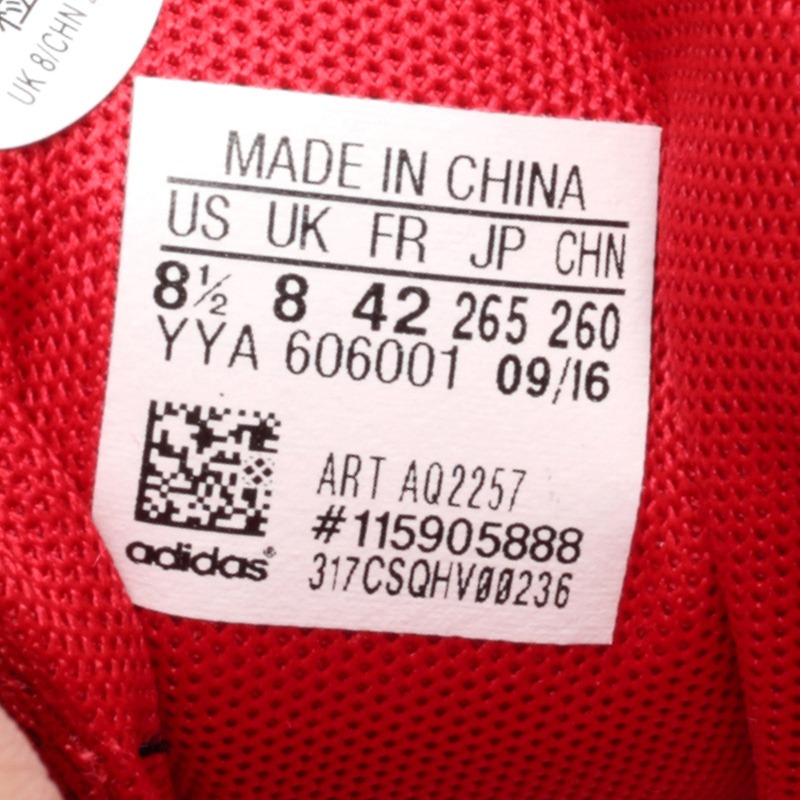 UK 8/CHN
MADE IN CHINA
US UK FR JP CHN
8½ 8 42 265 260
YYA 606001 09/16
ART AQ2257
#115905888
adidas®
317CSQHV00236